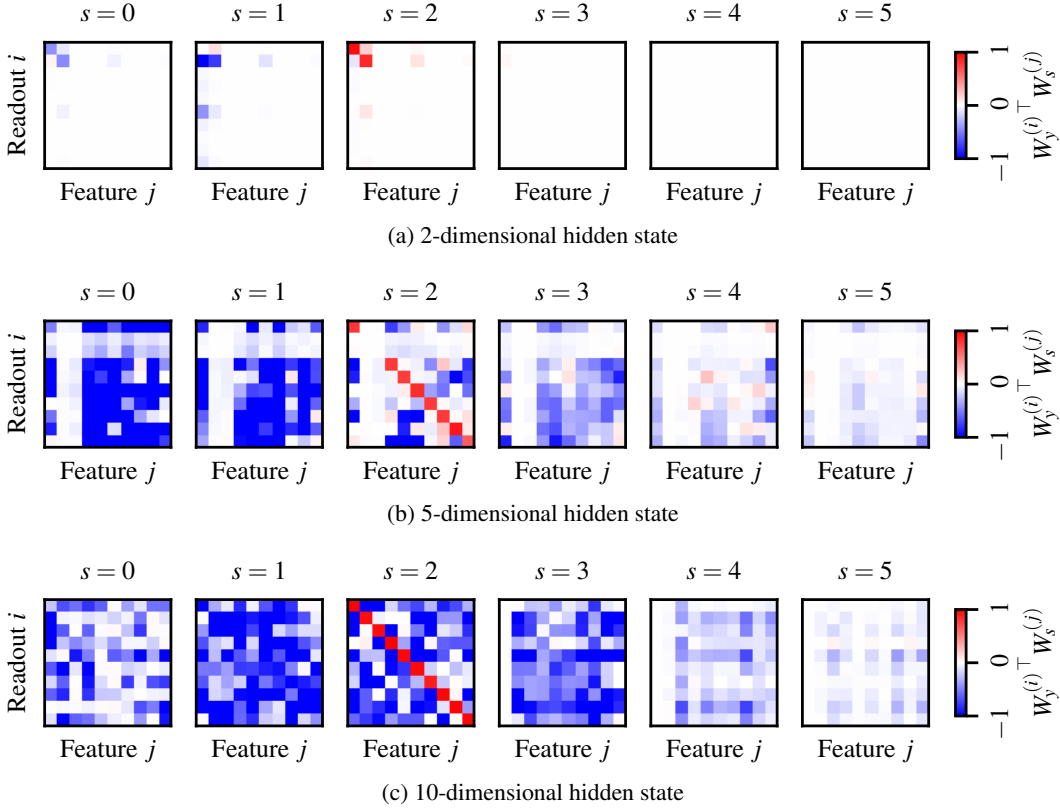 s = 0 s = 1 s = 2 s = 3 s = 4 s = 5
Readout i
Feature j Feature j Feature j Feature j Feature j Feature j
1
0
−1
W_y^{(i)⊤} W_s^{(j)}
(a) 2-dimensional hidden state
s = 0 s = 1 s = 2 s = 3 s = 4 s = 5
Readout i
Feature j Feature j Feature j Feature j Feature j Feature j
1
0
−1
W_y^{(i)⊤} W_s^{(j)}
(b) 5-dimensional hidden state
s = 0 s = 1 s = 2 s = 3 s = 4 s = 5
Readout i
Feature j Feature j Feature j Feature j Feature j Feature j
1
0
−1
W_y^{(i)⊤} W_s^{(j)}
(c) 10-dimensional hidden state